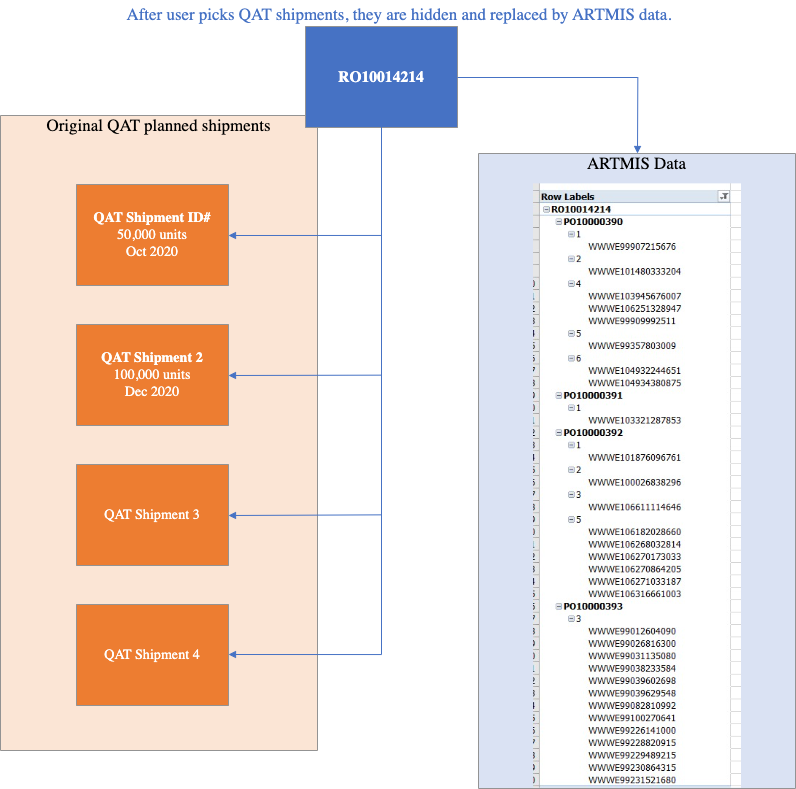 After user picks QAT shipments, they are hidden and replaced by ARTMIS data.
RO10014214
Original QAT planned shipments
QAT Shipment ID#
50,000 units
Oct 2020
QAT Shipment 2
100,000 units
Dec 2020
QAT Shipment 3
QAT Shipment 4
ARTMIS Data
Row Labels
RO10014214
PO10000390
1
WWWE99907215676
2
WWWE101480333204
4
WWWE103945676007
WWWE106251328947
WWWE99909992511
5
WWWE99357803009
6
WWWE104932244651
WWWE104934380875
PO10000391
1
WWWE103321287853
PO10000392
1
WWWE101876096761
2
WWWE100026838296
3
WWWE106611114646
5
WWWE106182028660
WWWE106268032814
WWWE106270173033
WWWE106270864205
WWWE106271033187
WWWE106316661003
PO10000393
3
WWWE99012604090
WWWE99026816300
WWWE99031135080
WWWE99038233584
WWWE99039602698
WWWE99039629548
WWWE99082810992
WWWE99100270641
WWWE99226141000
WWWE99228820915
WWWE99229489215
WWWE99230864315
WWWE99231521680